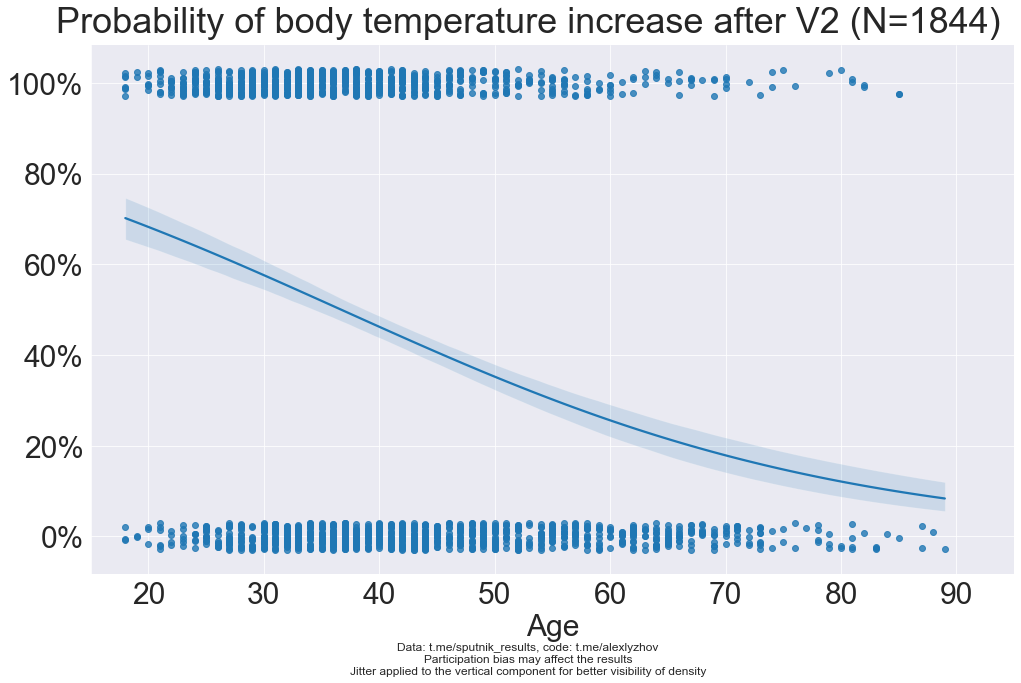 Probability of body temperature increase after V2 (N=1844)
100%
80%
60%
40%
20%
0%
20 30 40 50 60 70 80 90
Age
Data: t.me/sputnik_results, code: t.me/alexlyzhov
Participation bias may affect the results
Jitter applied to the vertical component for better visibility of density